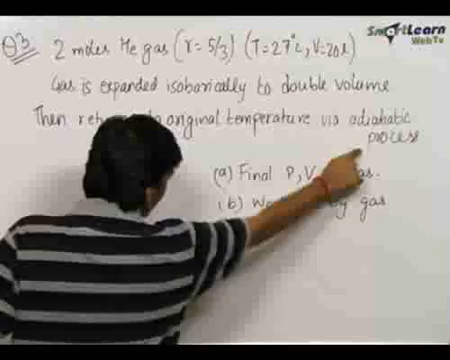 SmartLearn
WebTv
Q3 2 moles He gas (r = 5/3) (T=27°C, V=20l)
Gas is expanded isobarically to double volume
Then original temperature via adiabatic
process
(a) Final P, V gas.
(b) gas